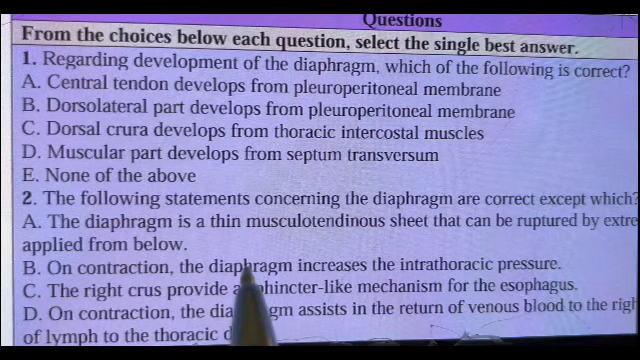 Questions
From the choices below each question, select the single best answer.
1. Regarding development of the diaphragm, which of the following is correct?
A. Central tendon develops from pleuroperitoneal membrane
B. Dorsolateral part develops from pleuroperitoneal membrane
C. Dorsal crura develops from thoracic intercostal muscles
D. Muscular part develops from septum transversum
E. None of the above
2. The following statements concerning the diaphragm are correct except which?
A. The diaphragm is a thin musculotendinous sheet that can be ruptured by extre
applied from below.
B. On contraction, the diaphragm increases the intrathoracic pressure.
C. The right crus provide a sphincter-like mechanism for the esophagus.
D. On contraction, the diaphragm assists in the return of venous blood to the righ
of lymph to the thoracic d